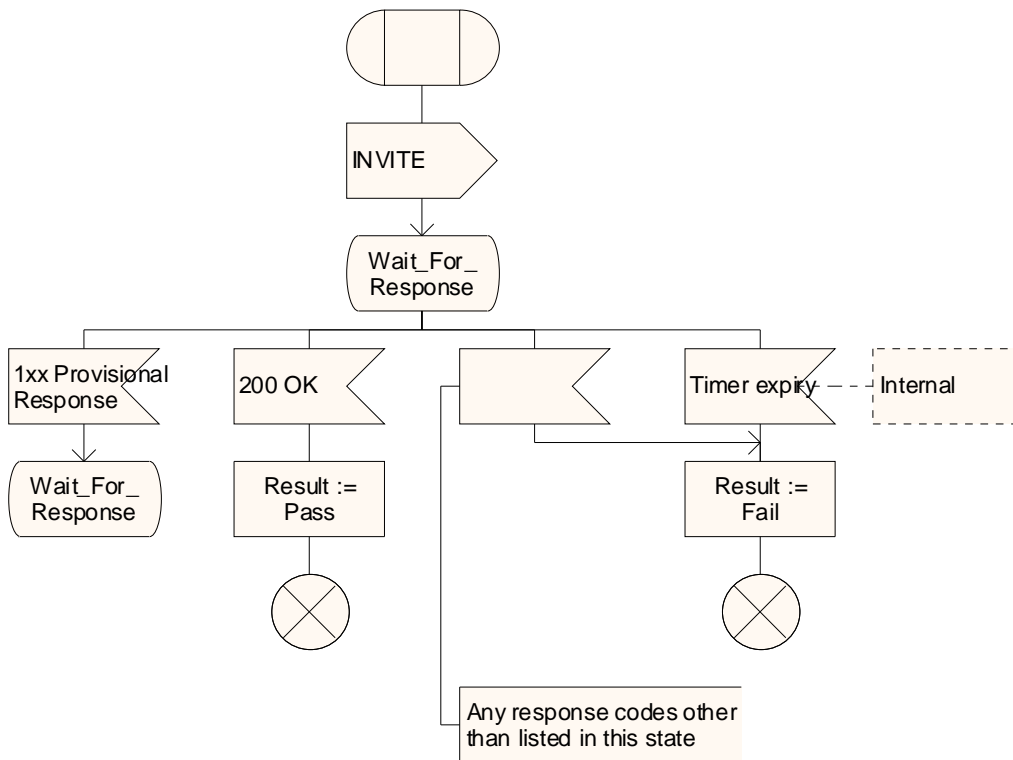 INVITE
Wait_For_
Response
1xx Provisional
Response
200 OK
Timer expiry
Internal
Wait_For_
Response
Result :=
Pass
Result :=
Fail
Any response codes other
than listed in this state